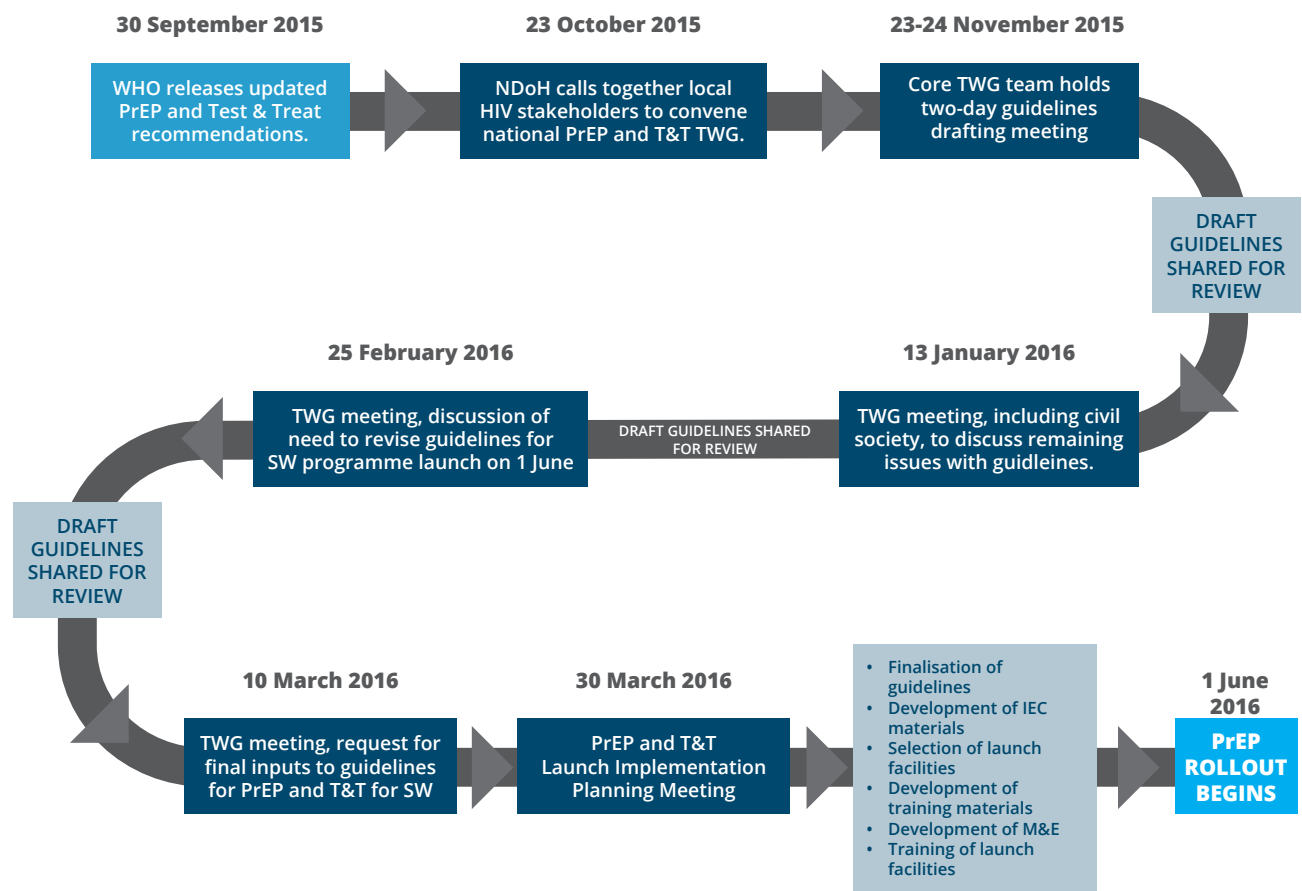 30 September 2015
WHO releases updated
PrEP and Test & Treat
recommendations.
23 October 2015
NDoH calls together local
HIV stakeholders to convene
national PrEP and T&T TWG.
23-24 November 2015
Core TWG team holds
two-day guidelines
drafting meeting
DRAFT
GUIDELINES
SHARED FOR
REVIEW
13 January 2016
TWG meeting, including civil
society, to discuss remaining
issues with guidleines.
DRAFT GUIDELINES SHARED
FOR REVIEW
25 February 2016
TWG meeting, discussion of
need to revise guidelines for
SW programme launch on 1 June
DRAFT
GUIDELINES
SHARED FOR
REVIEW
10 March 2016
TWG meeting, request for
final inputs to guidelines
for PrEP and T&T for SW
30 March 2016
PrEP and T&T
Launch Implementation
Planning Meeting
• Finalisation of
guidelines
• Development of IEC
materials
• Selection of launch
facilities
• Development of
training materials
• Development of M&E
• Training of launch
facilities
1 June
2016
PrEP
ROLLOUT
BEGINS